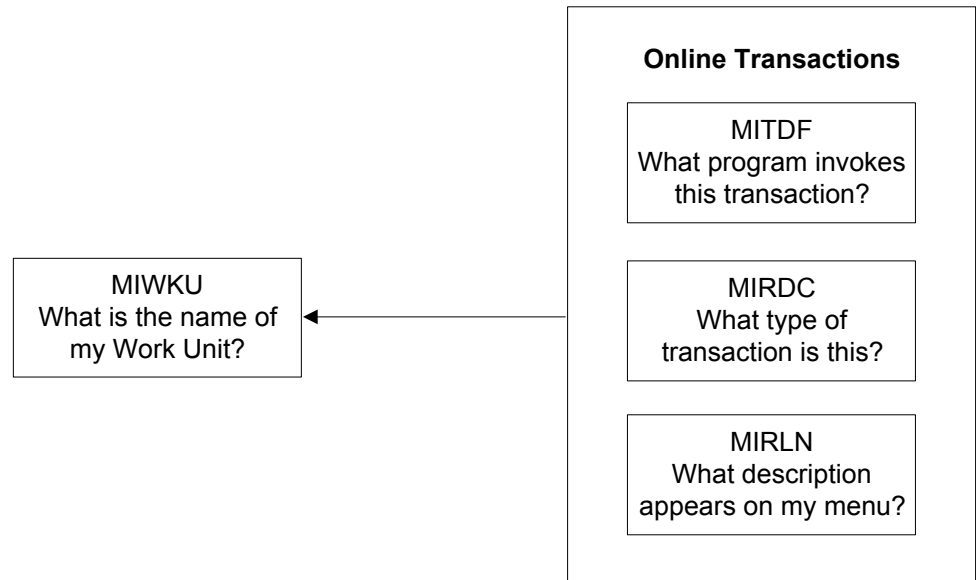 Online Transactions
MITDF
What program invokes
this transaction?
MIWKU
What is the name of
my Work Unit?
MIRDC
What type of
transaction is this?
MIRLN
What description
appears on my menu?